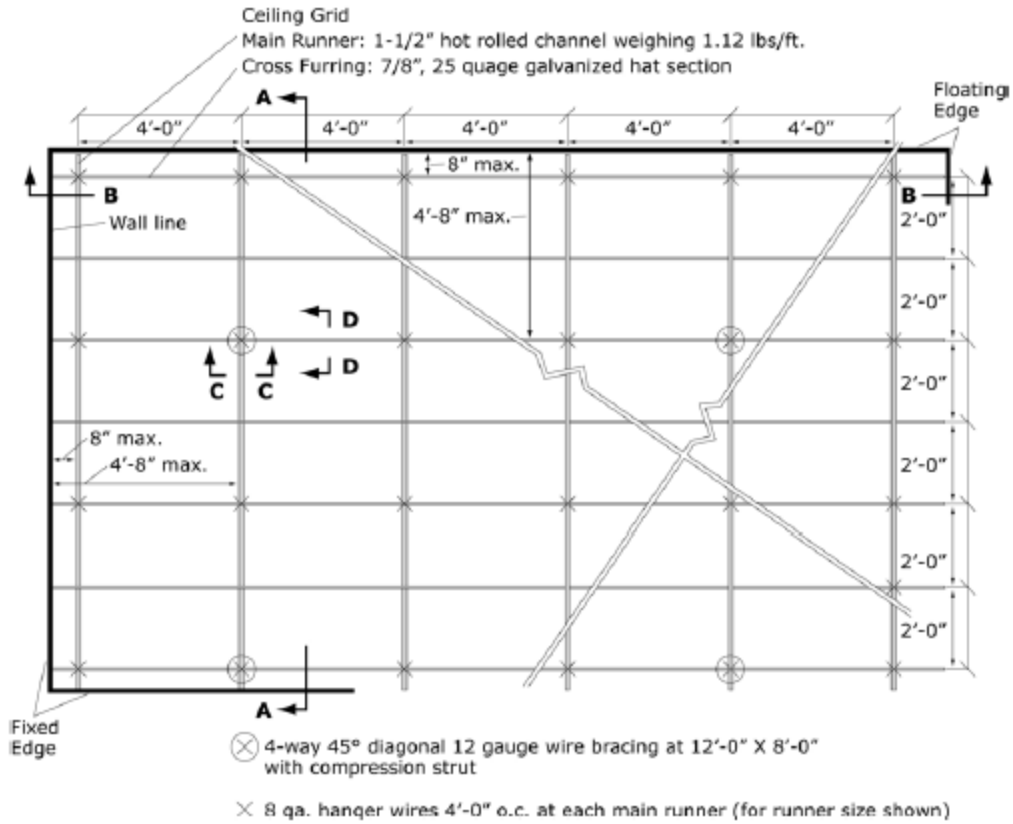 Ceiling Grid
Main Runner: 1-1/2" hot rolled channel weighing 1.12 lbs/ft.
Cross Furring: 7/8", 25 quage galvanized hat section
Floating
Edge
A
4'-0" 4'-0" 4'-0" 4'-0" 4'-0"
8" max.
B B
4'-8" max.
2'-0"
Wall line
2'-0"
D
D
C C
2'-0"
8" max.
4'-8" max.
2'-0"
2'-0"
2'-0"
A
Fixed
Edge
4-way 45° diagonal 12 gauge wire bracing at 12'-0" X 8'-0"
with compression strut
8 ga. hanger wires 4'-0" o.c. at each main runner (for runner size shown)